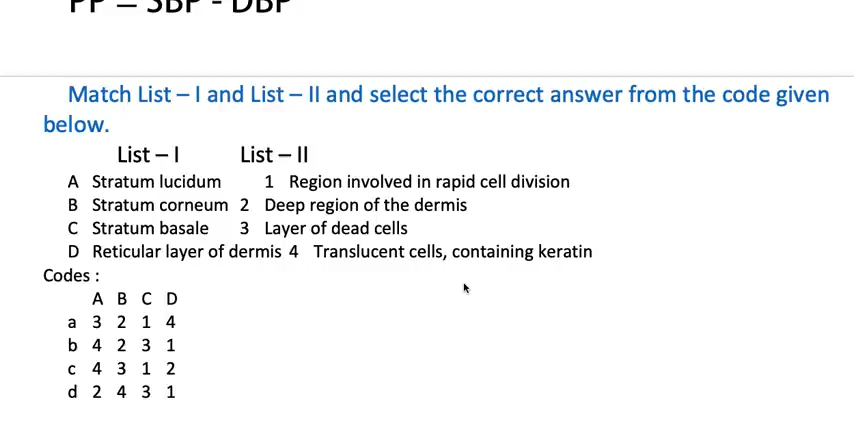 PP = SBP - DBP
Match List – I and List – II and select the correct answer from the code given
below.
List – I List – II
A Stratum lucidum 1 Region involved in rapid cell division
B Stratum corneum 2 Deep region of the dermis
C Stratum basale 3 Layer of dead cells
D Reticular layer of dermis 4 Translucent cells, containing keratin
Codes :
A B C D
a 3 2 1 4
b 4 2 3 1
c 4 3 1 2
d 2 4 3 1